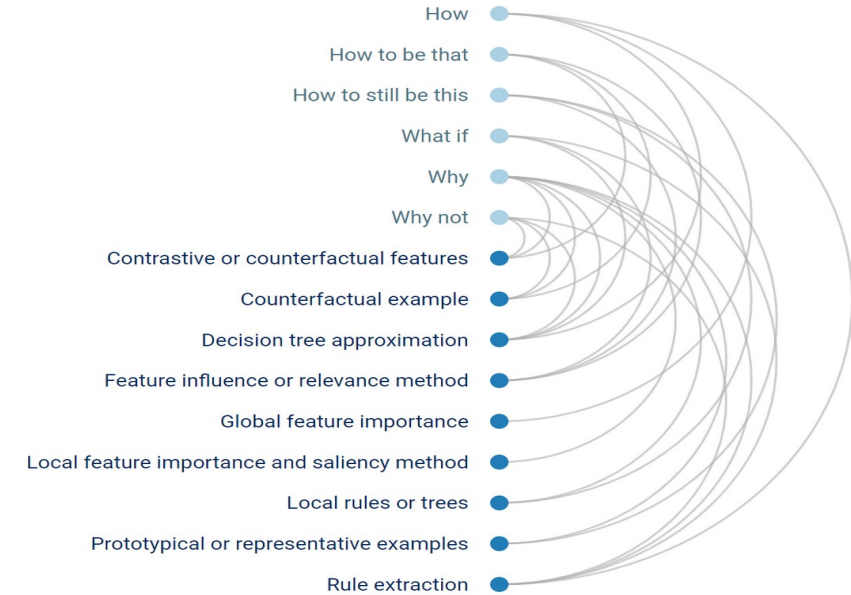 How
How to be that
How to still be this
What if
Why
Why not
Contrastive or counterfactual features
Counterfactual example
Decision tree approximation
Feature influence or relevance method
Global feature importance
Local feature importance and saliency method
Local rules or trees
Prototypical or representative examples
Rule extraction